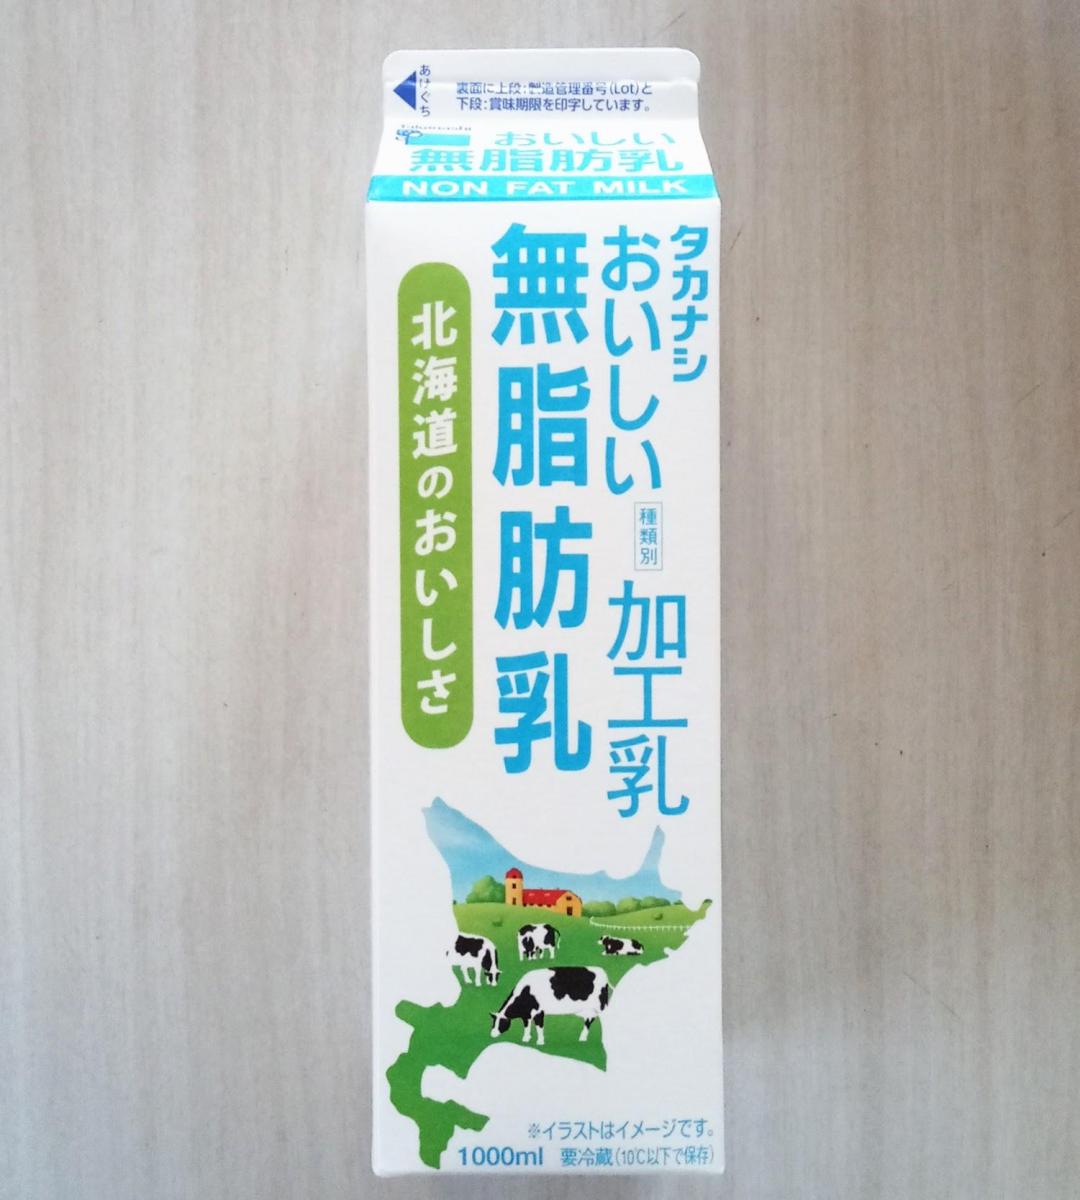 あけぐち
裏面に上段:製造管理番号(Lot)と
下段:賞味期限を印字しています。
おいしい
無脂肪乳
NON FAT MILK
タカナシ
おいしい
種類別
加工乳
無脂肪乳
北海道のおいしさ
※イラストはイメージです。
1000ml 要冷蔵(10℃以下で保存)